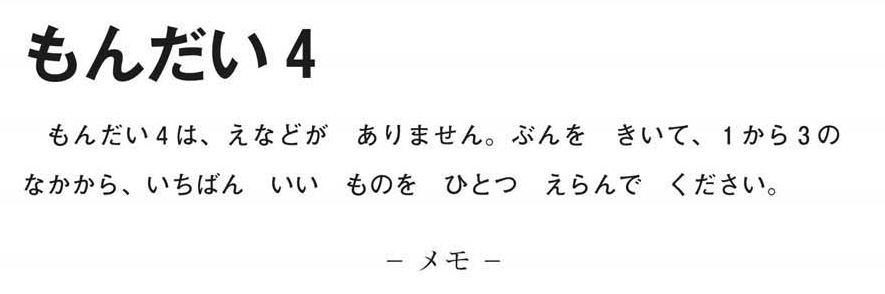 もんだい4
もんだい4は、えなどが　ありません。ぶんを　きいて、1から3の
なかから、いちばん　いい　ものを　ひとつ　えらんで　ください。
― メモ ―